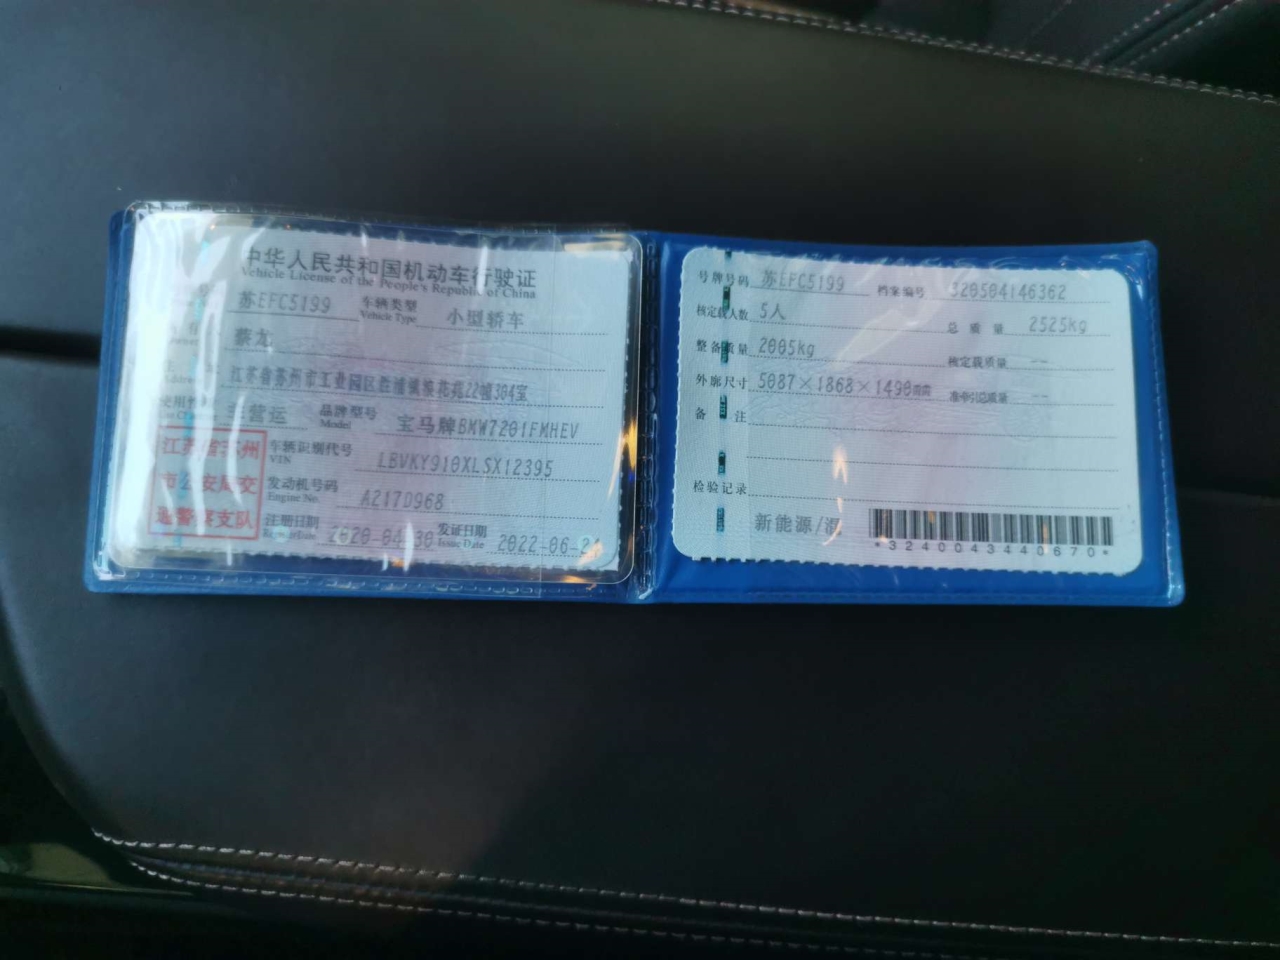 中华人民共和国机动车行驶证
Vehicle License of the People's Republic of China
苏EFC5199 车辆类型 Vehicle Type 小型轿车
蔡龙
江苏省苏州市工业园区胜浦镇浪花苑22幢304室
使用性 非营运 品牌型号 Model 宝马牌BMW7201FMHEV
江苏省苏州
市公安局交
通警察支队
车辆识别代号 VIN LBVKY910XLSX12395
发动机号码 Engine No. A217D968
注册日期 Register Date 2020-04-30 发证日期 Issue Date 2022-06-24
号牌号码 苏EFC5199 档案编号 320504146362
核定载人数 5人 总质量 2525kg
整备质量 2005kg 核定载质量 --
外廓尺寸 5087×1868×1490mm 准牵引总质量 --
备注
检验记录
新能源/混
*3240043440670*